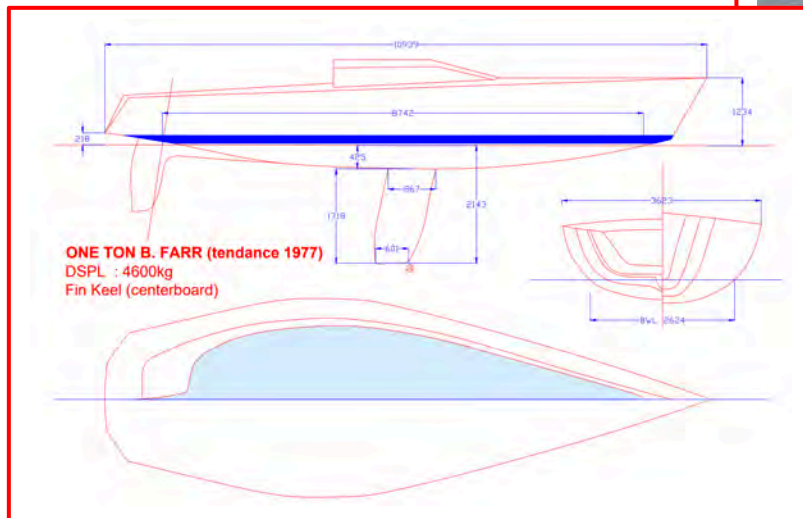 10939
8742
218
1234
425
867
1718
2143
3623
601
ONE TON B. FARR (tendance 1977)
DSPL : 4600kg
Fin Keel (centerboard)
BWL 2624